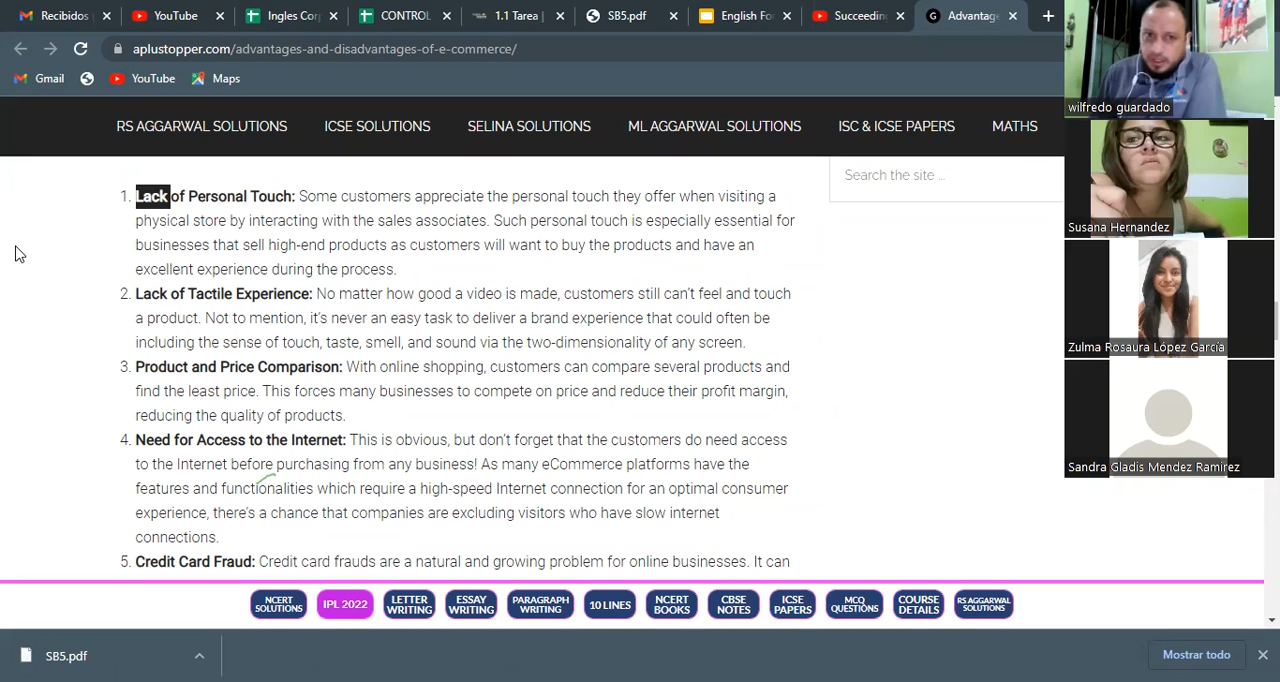 Recibidos
YouTube
Ingles Cor
CONTROL
1.1 Tarea
SB5.pdf
English Fo
Succeedin
Advantage
aplustopper.com/advantages-and-disadvantages-of-e-commerce/
Gmail
YouTube
Maps
RS AGGARWAL SOLUTIONS
ICSE SOLUTIONS
SELINA SOLUTIONS
ML AGGARWAL SOLUTIONS
ISC & ICSE PAPERS
MATHS
Search the site ...
1. Lack of Personal Touch: Some customers appreciate the personal touch they offer when visiting a
physical store by interacting with the sales associates. Such personal touch is especially essential for
businesses that sell high-end products as customers will want to buy the products and have an
excellent experience during the process.
2. Lack of Tactile Experience: No matter how good a video is made, customers still can't feel and touch
a product. Not to mention, it's never an easy task to deliver a brand experience that could often be
including the sense of touch, taste, smell, and sound via the two-dimensionality of any screen.
3. Product and Price Comparison: With online shopping, customers can compare several products and
find the least price. This forces many businesses to compete on price and reduce their profit margin,
reducing the quality of products.
4. Need for Access to the Internet: This is obvious, but don't forget that the customers do need access
to the Internet before purchasing from any business! As many eCommerce platforms have the
features and functionalities which require a high-speed Internet connection for an optimal consumer
experience, there's a chance that companies are excluding visitors who have slow internet
connections.
5. Credit Card Fraud: Credit card frauds are a natural and growing problem for online businesses. It can
NCERT
SOLUTIONS
IPL 2022
LETTER
WRITING
ESSAY
WRITING
PARAGRAPH
WRITING
10 LINES
NCERT
BOOKS
CBSE
NOTES
ICSE
PAPERS
MCQ
QUESTIONS
COURSE
DETAILS
RS AGGARWAL
SOLUTIONS
SB5.pdf
Mostrar todo
wilfredo guardado
Susana Hernandez
Zulma Rosaura López García
Sandra Gladis Mendez Ramirez